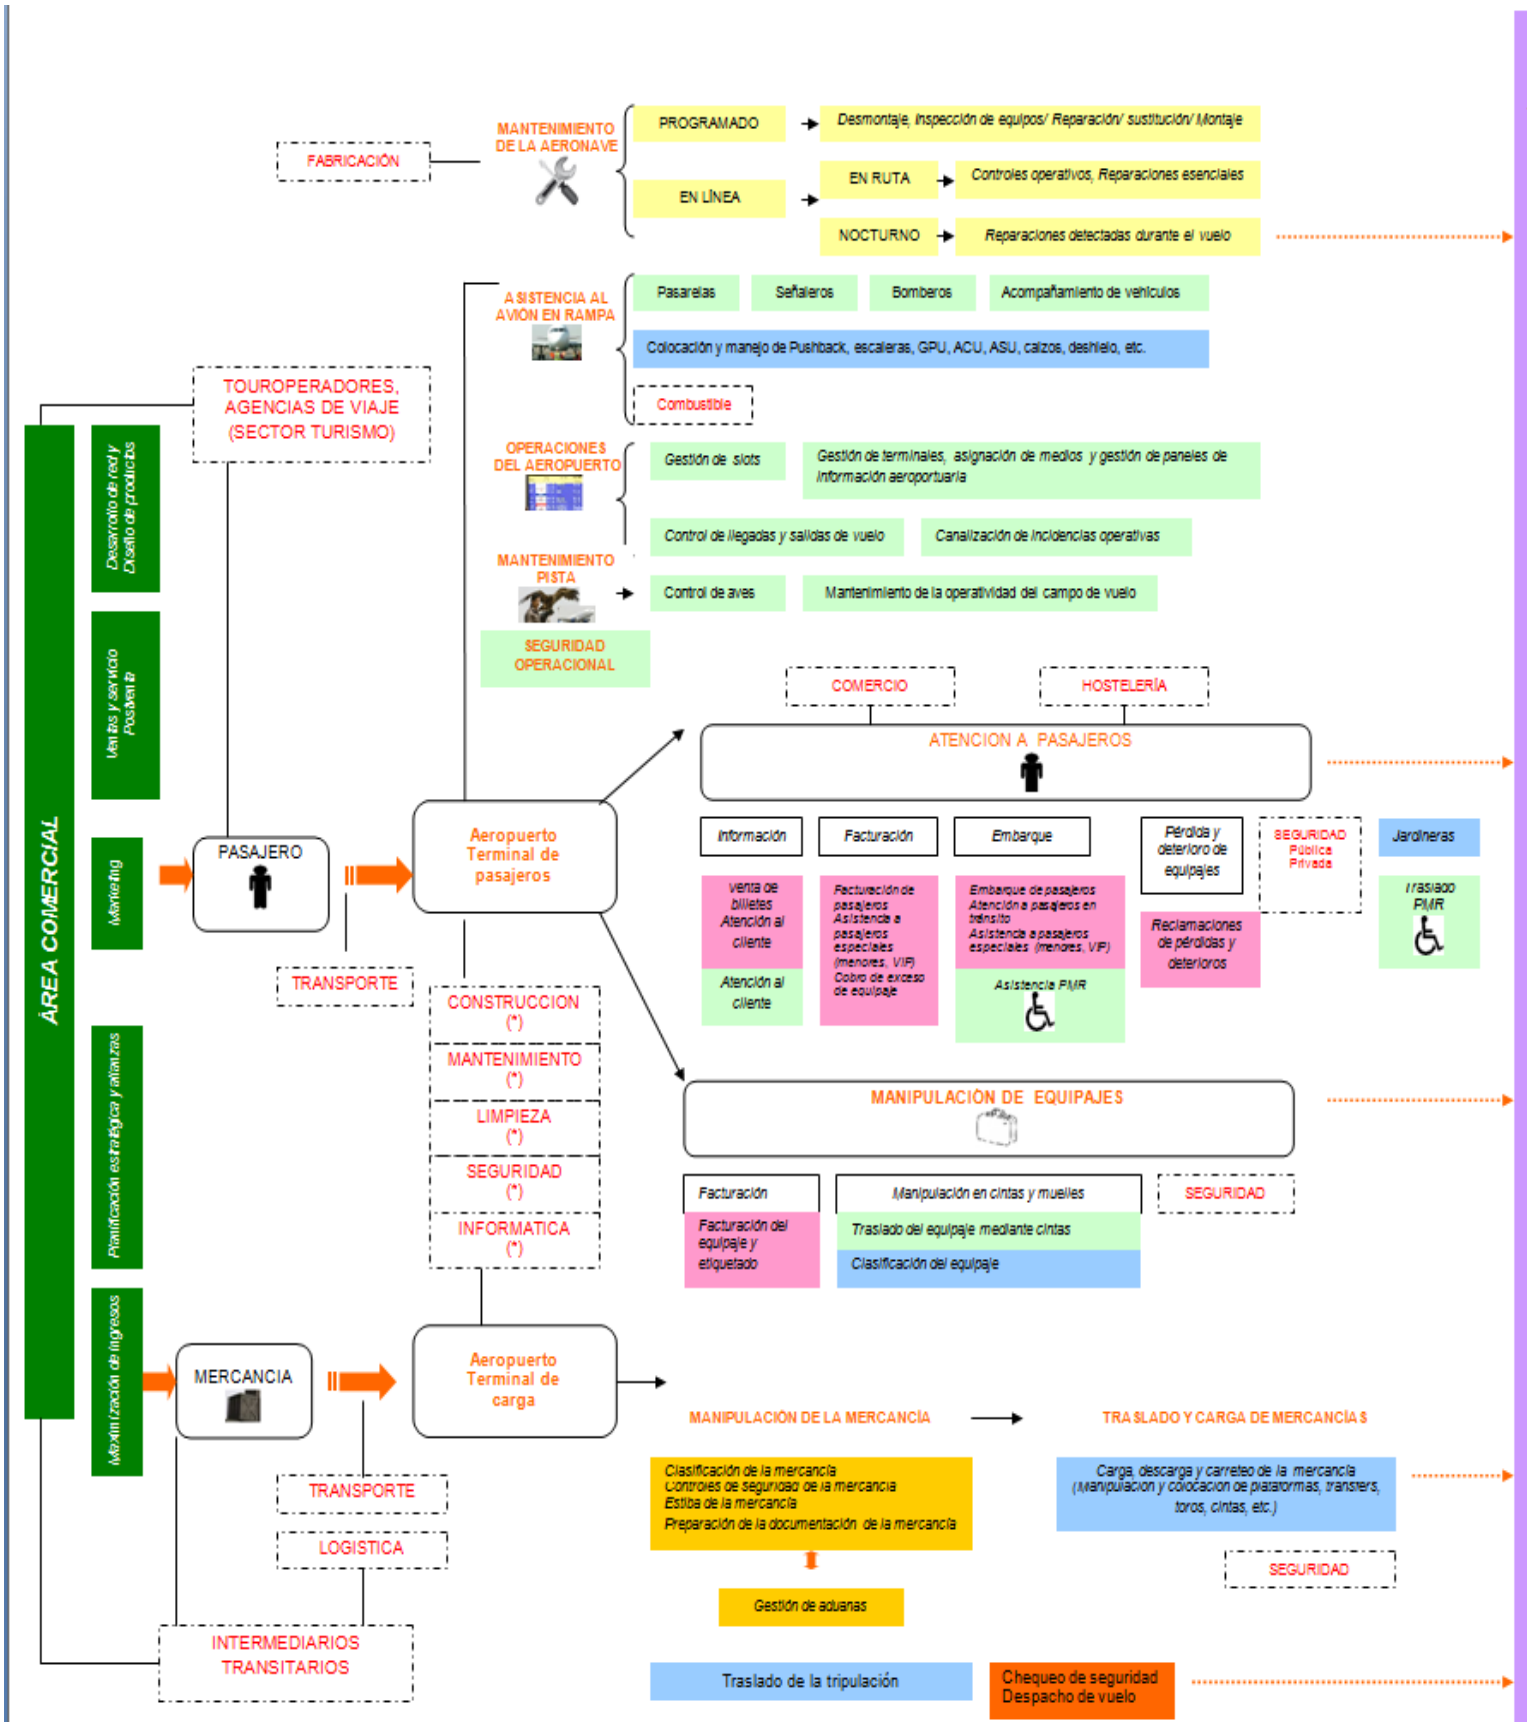 MANTENIMIENTO
DE LA AERONAVE
FABRICACIÓN
PROGRAMADO
Desmontaje, Inspección de equipos/ Reparación/ sustitución/ Montaje
EN LÍNEA
EN RUTA
Controles operativos, Reparaciones esenciales
NOCTURNO
Reparaciones detectadas durante el vuelo
ASISTENCIA AL
AVIÓN EN RAMPA
Pasarelas
Señaleros
Bomberos
Acompañamiento de vehículos
Colocación y manejo de Pushback, escaleras, GPU, ACU, ASU, calzos, deshielo, etc.
Combustible
TOUROPERADORES,
AGENCIAS DE VIAJE
(SECTOR TURISMO)
OPERACIONES
DEL AEROPUERTO
Gestión de slots
Gestión de terminales, asignación de medios y gestión de paneles de
información aeroportuaria
Control de llegadas y salidas de vuelo
Canalización de incidencias operativas
MANTENIMIENTO
PISTA
Control de aves
Mantenimiento de la operatividad del campo de vuelo
SEGURIDAD
OPERACIONAL
ÁREA COMERCIAL
Desarrollo de red y
Diseño de productos
Ventas y servicio
Postventa
Marketing
Planificación estratégica y alianzas
Maximización de ingresos
COMERCIO
HOSTELERÍA
ATENCION A PASAJEROS
PASAJERO
Aeropuerto
Terminal de
pasajeros
TRANSPORTE
Información
Facturación
Embarque
Pérdida y
deterioro de
equipajes
SEGURIDAD
Pública
Privada
Jardineras
Venta de
billetes
Atención al
cliente
Atención al
cliente
Facturación de
pasajeros
Asistencia a
pasajeros
especiales
(menores, VIP)
Cobro de exceso
de equipaje
Embarque de pasajeros
Atención a pasajeros en
tránsito
Asistencia a pasajeros
especiales (menores, VIP)
Asistencia PMR
Reclamaciones
de pérdidas y
deterioros
Traslado
PMR
CONSTRUCCION
(*)
MANTENIMIENTO
(*)
LIMPIEZA
(*)
SEGURIDAD
(*)
INFORMATICA
(*)
MANIPULACIÓN DE EQUIPAJES
Facturación
Manipulación en cintas y muelles
SEGURIDAD
Facturación del
equipaje y
etiquetado
Traslado del equipaje mediante cintas
Clasificación del equipaje
MERCANCIA
Aeropuerto
Terminal de
carga
TRANSPORTE
LOGISTICA
INTERMEDIARIOS
TRANSITARIOS
MANIPULACIÓN DE LA MERCANCÍA
TRASLADO Y CARGA DE MERCANCÍAS
Clasificación de la mercancía
Controles de seguridad de la mercancía
Estiba de la mercancía
Preparación de la documentación de la mercancía
Carga, descarga y carreteo de la mercancía
(Manipulación y colocación de plataformas, transfers,
toros, cintas, etc.)
SEGURIDAD
Gestión de aduanas
Traslado de la tripulación
Chequeo de seguridad
Despacho de vuelo